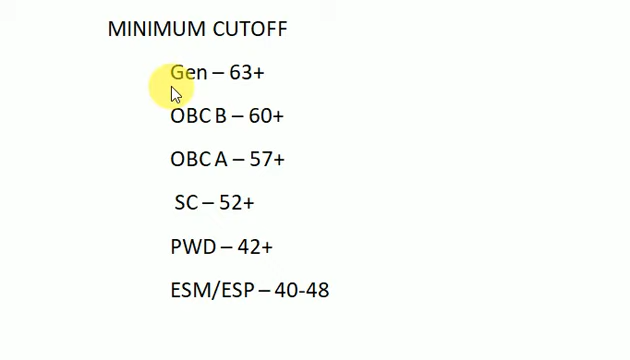 MINIMUM CUTOFF
Gen – 63+
OBC B – 60+
OBC A – 57+
SC – 52+
PWD – 42+
ESM/ESP – 40-48